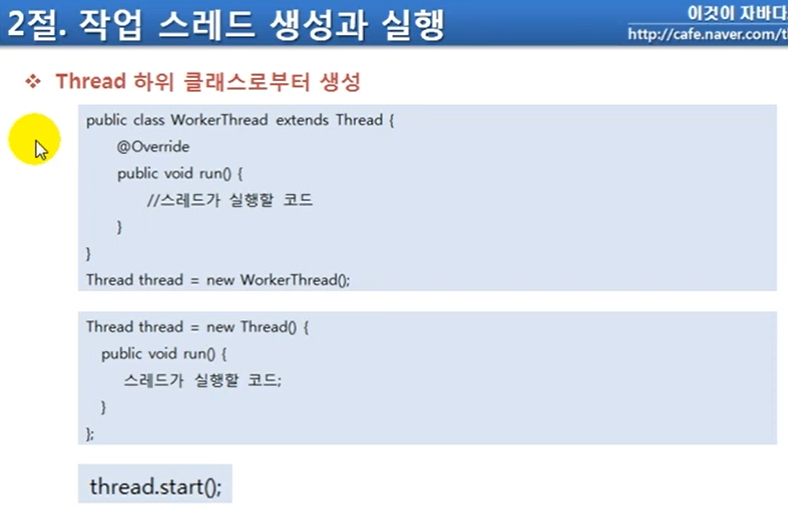 2절. 작업 스레드 생성과 실행
이것이 자바다
http://cafe.naver.com/
❖ Thread 하위 클래스로부터 생성
public class WorkerThread extends Thread {
@Override
public void run() {
//스레드가 실행할 코드
}
}
Thread thread = new WorkerThread();
Thread thread = new Thread() {
public void run() {
스레드가 실행할 코드;
}
};
thread.start();